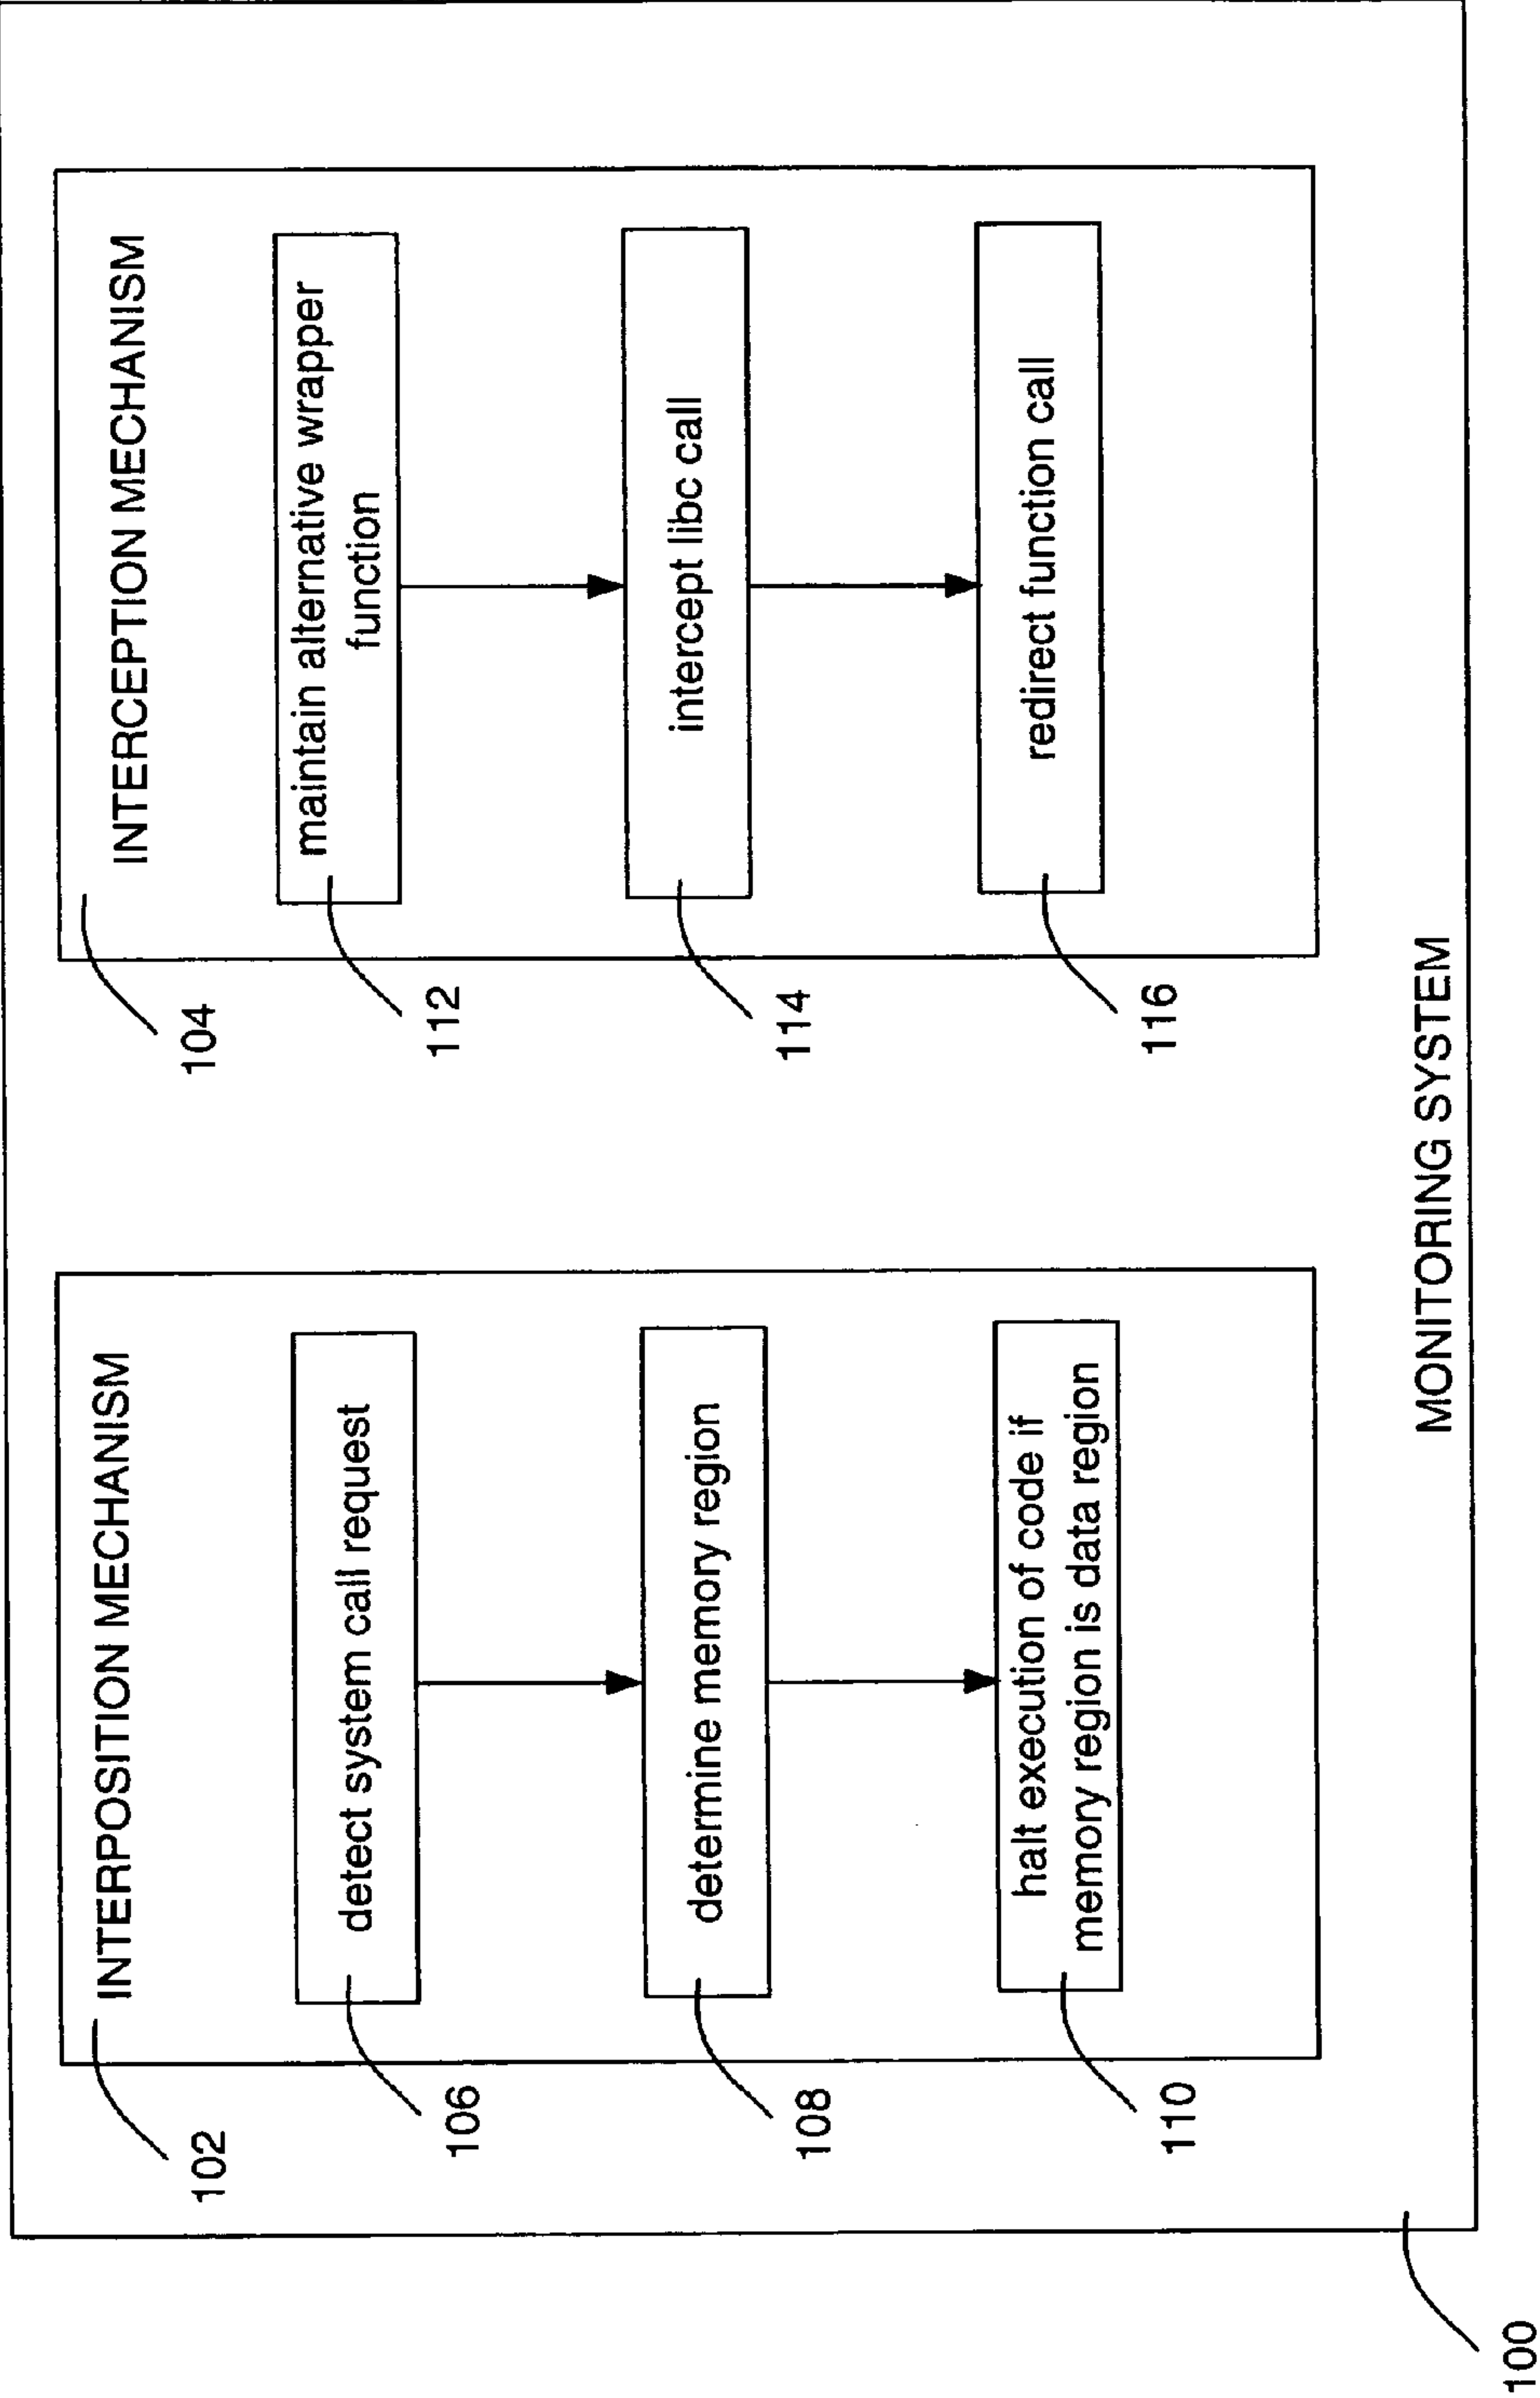 INTERPOSITION MECHANISM
102
detect system call request
106
determine memory region
108
halt execution of code if
memory region is data region
110
INTERCEPTION MECHANISM
104
maintain alternative wrapper
function
112
intercept libc call
114
redirect function call
116
MONITORING SYSTEM
100